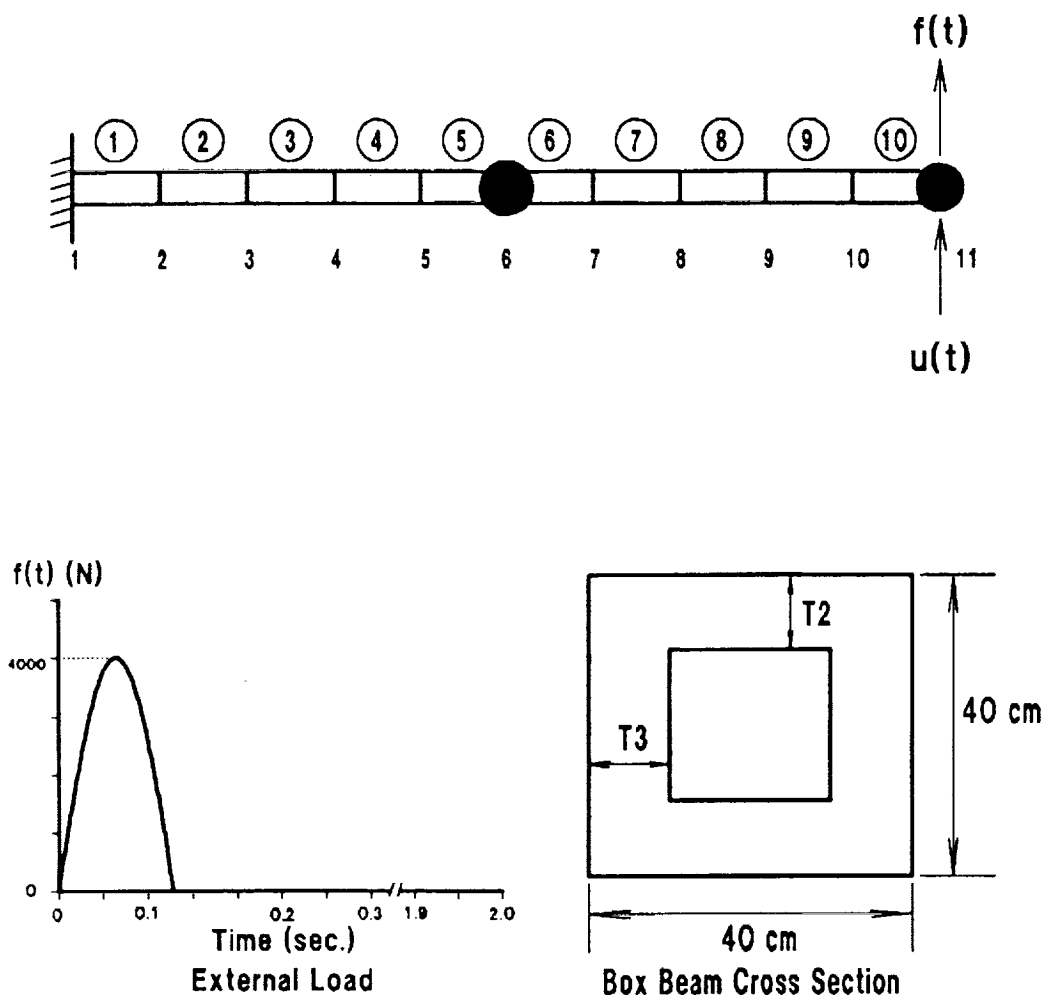 f(t)
1 2 3 4 5 6 7 8 9 10
1 2 3 4 5 6 7 8 9 10 11
u(t)
f(t) (N)
4000
0
0 0.1 0.2 0.3 1.9 2.0
Time (sec.)
External Load
T2
T3
40 cm
40 cm
Box Beam Cross Section